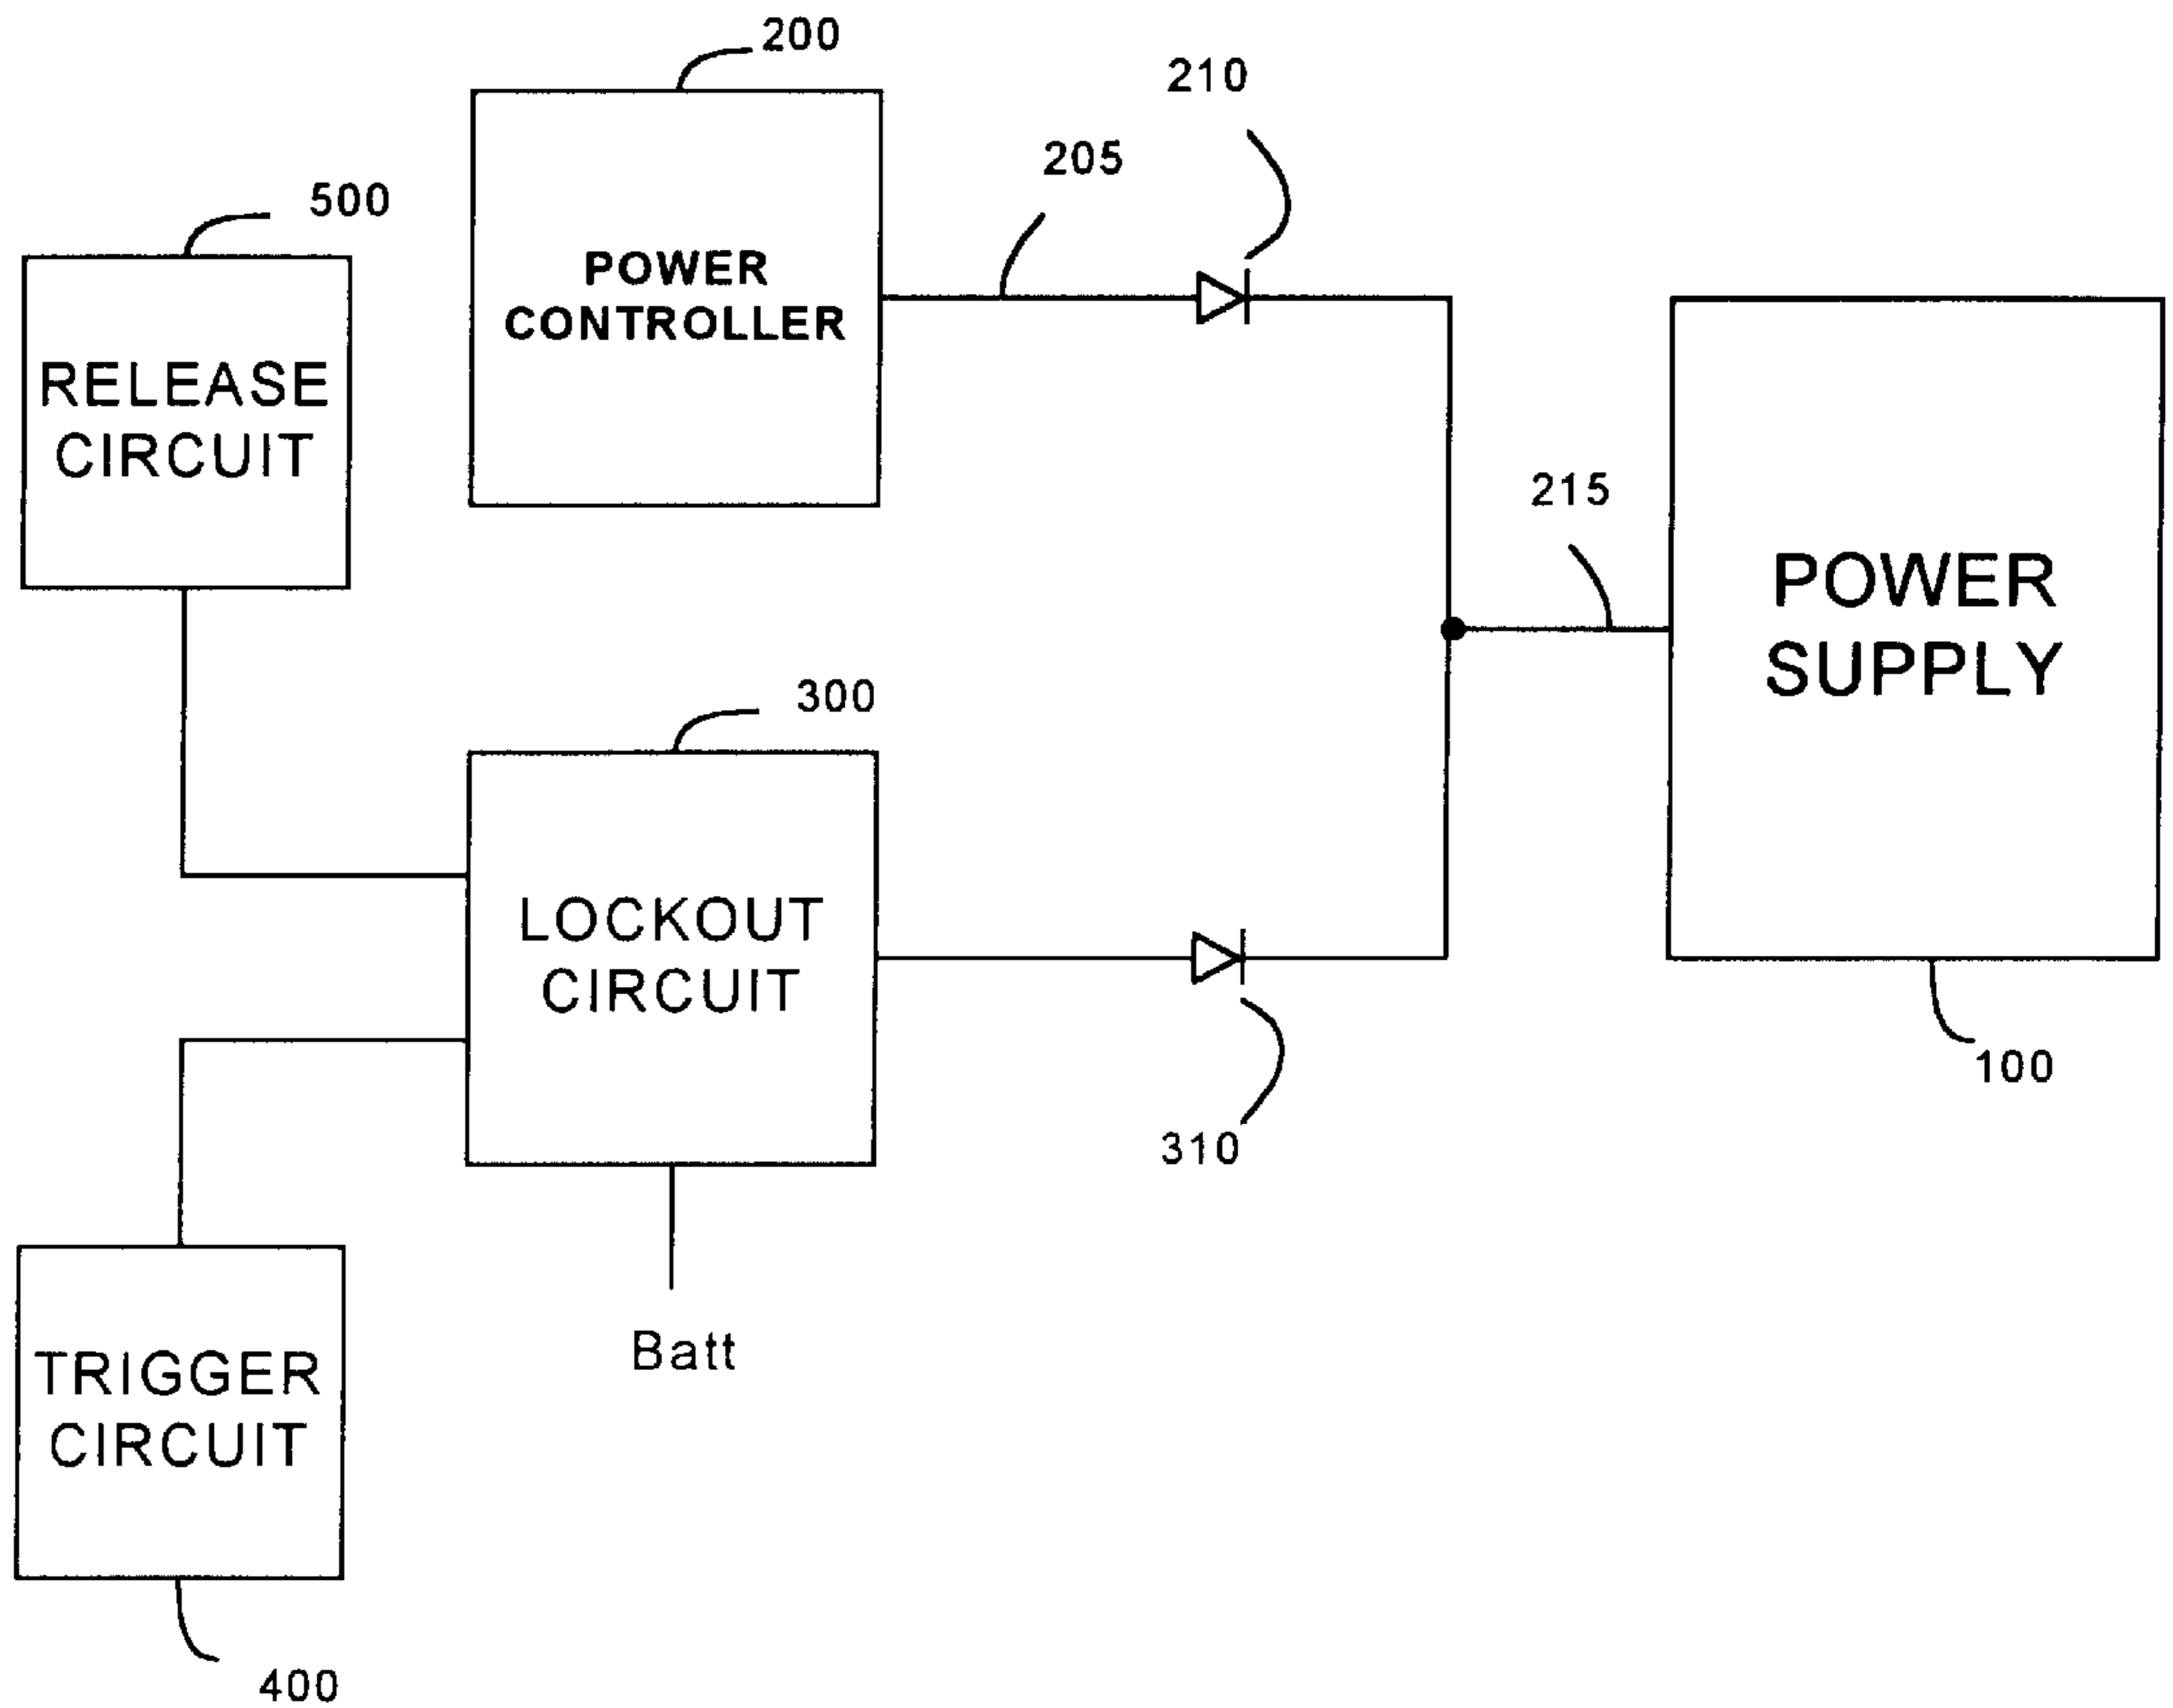 200
210
205
500
POWER
CONTROLLER
RELEASE
CIRCUIT
215
POWER
SUPPLY
300
LOCKOUT
CIRCUIT
100
310
Batt
TRIGGER
CIRCUIT
400